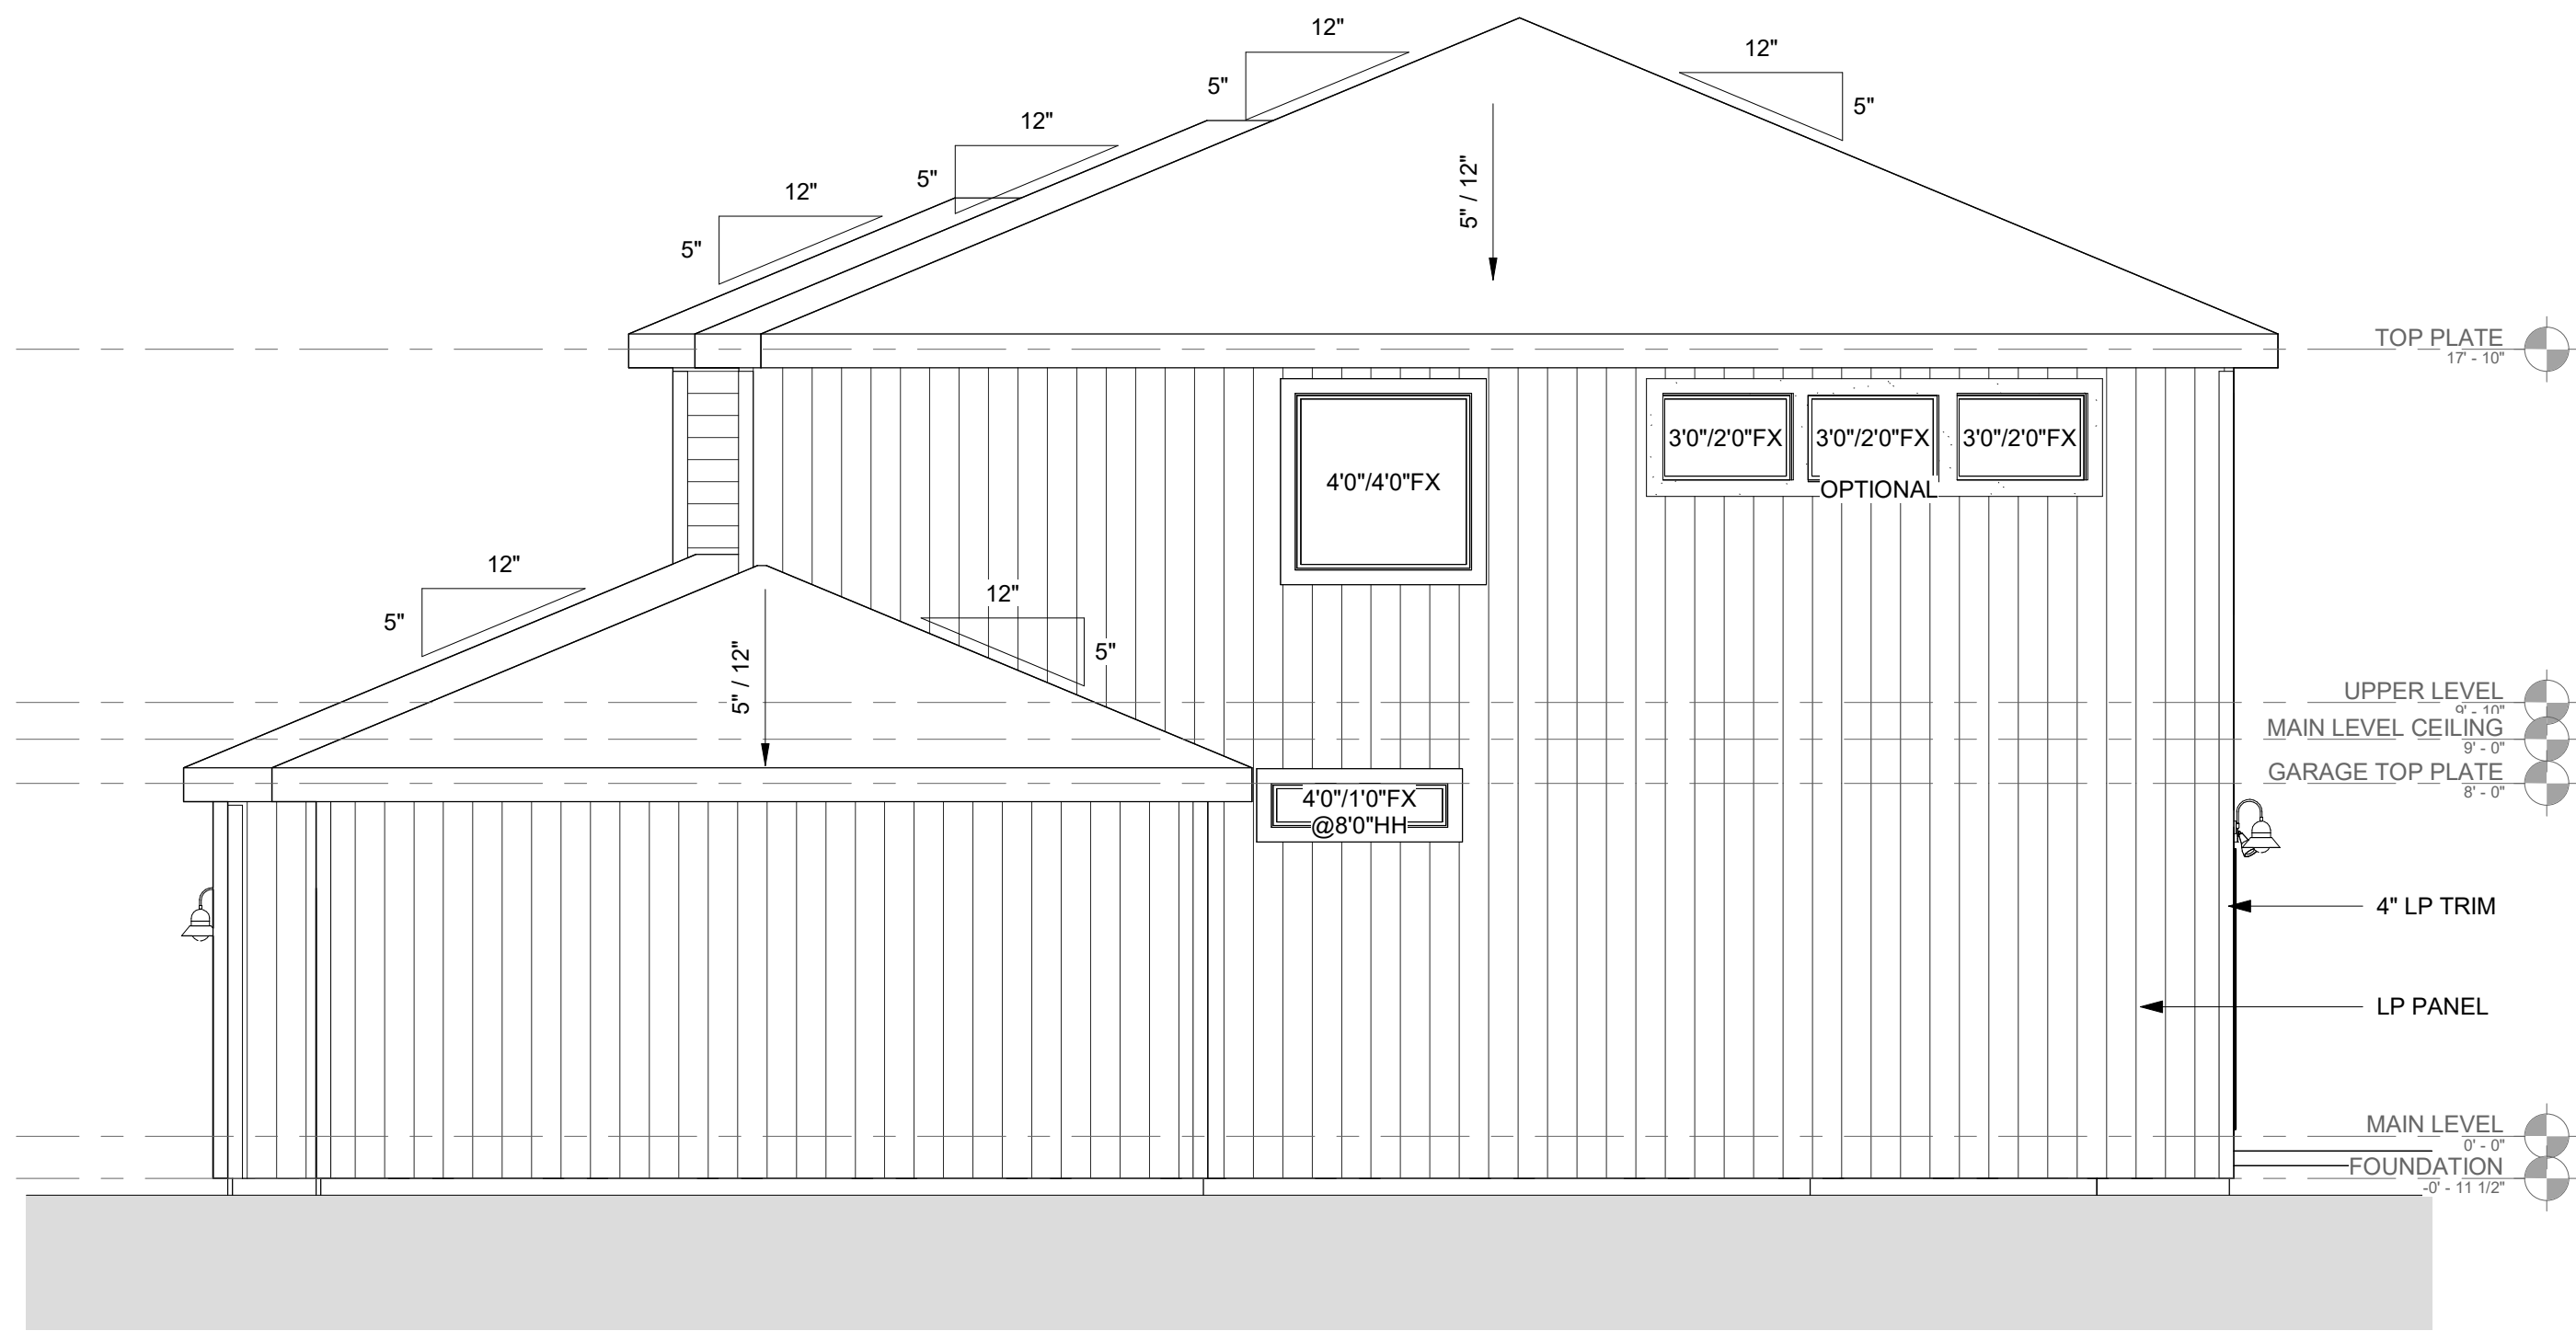 12"
12"
5"
5"
12"
5"
12"
5" / 12"
5"
TOP PLATE
17' - 10"
3'0"/2'0"FX
3'0"/2'0"FX
3'0"/2'0"FX
4'0"/4'0"FX
OPTIONAL
12"
12"
5"
5"
5" / 12"
UPPER LEVEL
9' - 10"
MAIN LEVEL CEILING
9' - 0"
GARAGE TOP PLATE
8' - 0"
4'0"/1'0"FX
@8'0"HH
4" LP TRIM
LP PANEL
MAIN LEVEL
0' - 0"
FOUNDATION
-0' - 11 1/2"